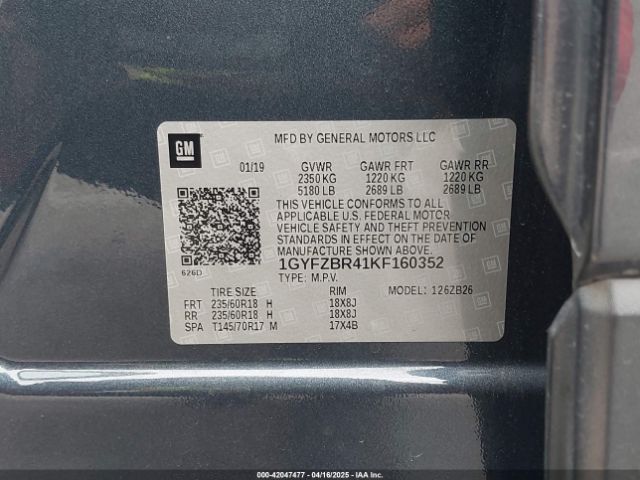 GM
MFD BY GENERAL MOTORS LLC
01/19 GVWR GAWR FRT GAWR RR
2350 KG 1220 KG 1220 KG
5180 LB 2689 LB 2689 LB
THIS VEHICLE CONFORMS TO ALL
APPLICABLE U.S. FEDERAL MOTOR
VEHICLE SAFETY AND THEFT PREVENTION
STANDARDS IN EFFECT ON THE DATE OF
MANUFACTURE SHOWN ABOVE.
626D
1GYFZBR41KF160352
TYPE: M.P.V.
TIRE SIZE RIM MODEL: 126ZB26
FRT 235/60R18 H 18X8J
RR 235/60R18 H 18X8J
SPA T145/70R17 M 17X4B
000-42047477 - 04/16/2025 - IAA Inc.